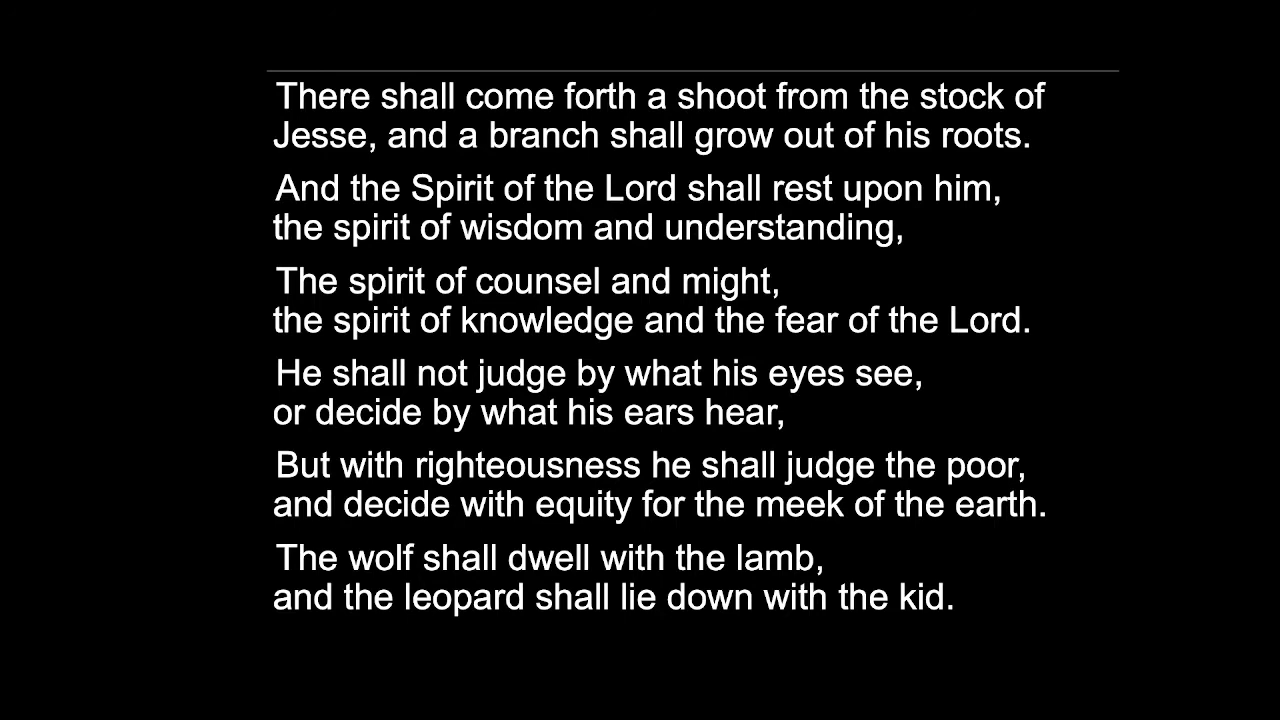 There shall come forth a shoot from the stock of
Jesse, and a branch shall grow out of his roots.
And the Spirit of the Lord shall rest upon him,
the spirit of wisdom and understanding,
The spirit of counsel and might,
the spirit of knowledge and the fear of the Lord.
He shall not judge by what his eyes see,
or decide by what his ears hear,
But with righteousness he shall judge the poor,
and decide with equity for the meek of the earth.
The wolf shall dwell with the lamb,
and the leopard shall lie down with the kid.